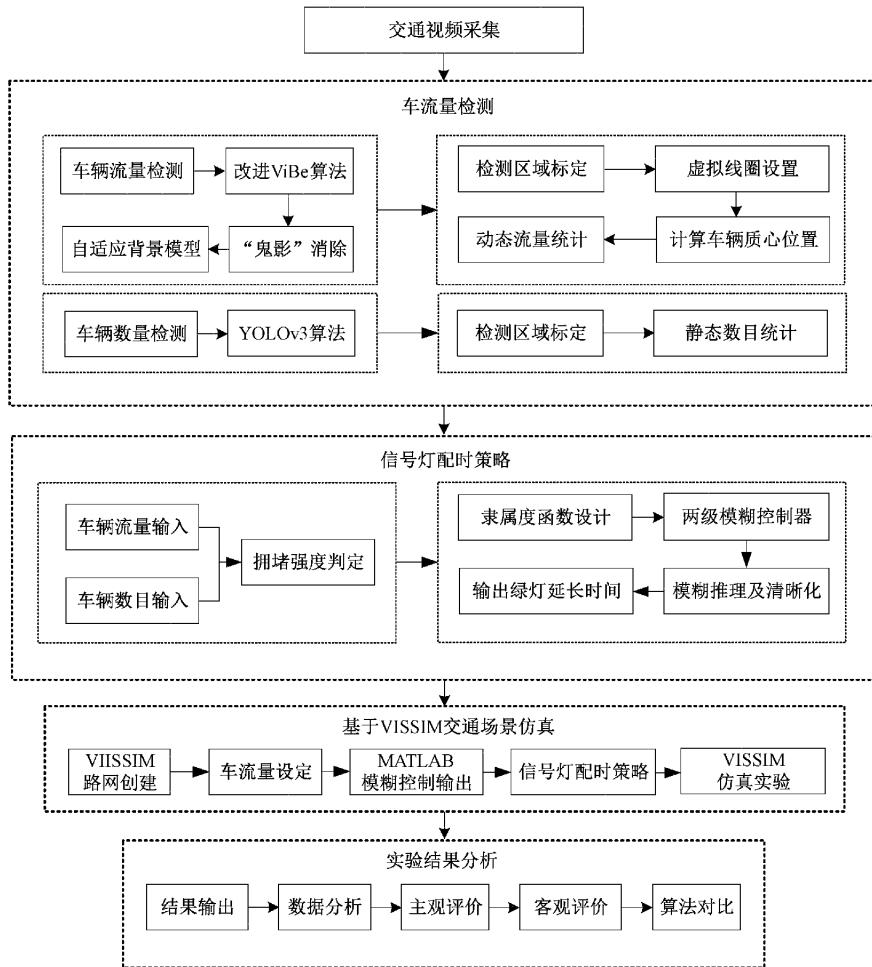 交通视频采集
车流量检测
车辆流量检测
改进ViBe算法
“鬼影”消除
自适应背景模型
检测区域标定
虚拟线圈设置
计算车辆质心位置
动态流量统计
车辆数量检测
YOLOv3算法
检测区域标定
静态数目统计
信号灯配时策略
车辆流量输入
车辆数目输入
拥堵强度判定
隶属度函数设计
两级模糊控制器
模糊推理及清晰化
输出绿灯延长时间
基于VISSIM交通场景仿真
VIISSIM
路网创建
车流量设定
MATLAB
模糊控制输出
信号灯配时策略
VISSIM
仿真实验
实验结果分析
结果输出
数据分析
主观评价
客观评价
算法对比